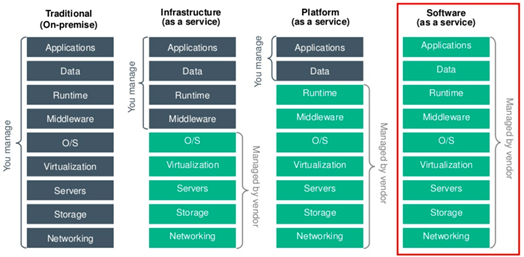 Traditional
(On-premise)
You manage
Applications
Data
Runtime
Middleware
O/S
Virtualization
Servers
Storage
Networking
Infrastructure
(as a service)
You manage
Applications
Data
Runtime
Middleware
O/S
Virtualization
Servers
Storage
Networking
Managed by vendor
Platform
(as a service)
You manage
Applications
Data
Runtime
Middleware
O/S
Virtualization
Servers
Storage
Networking
Managed by vendor
Software
(as a service)
Applications
Data
Runtime
Middleware
O/S
Virtualization
Servers
Storage
Networking
Managed by vendor